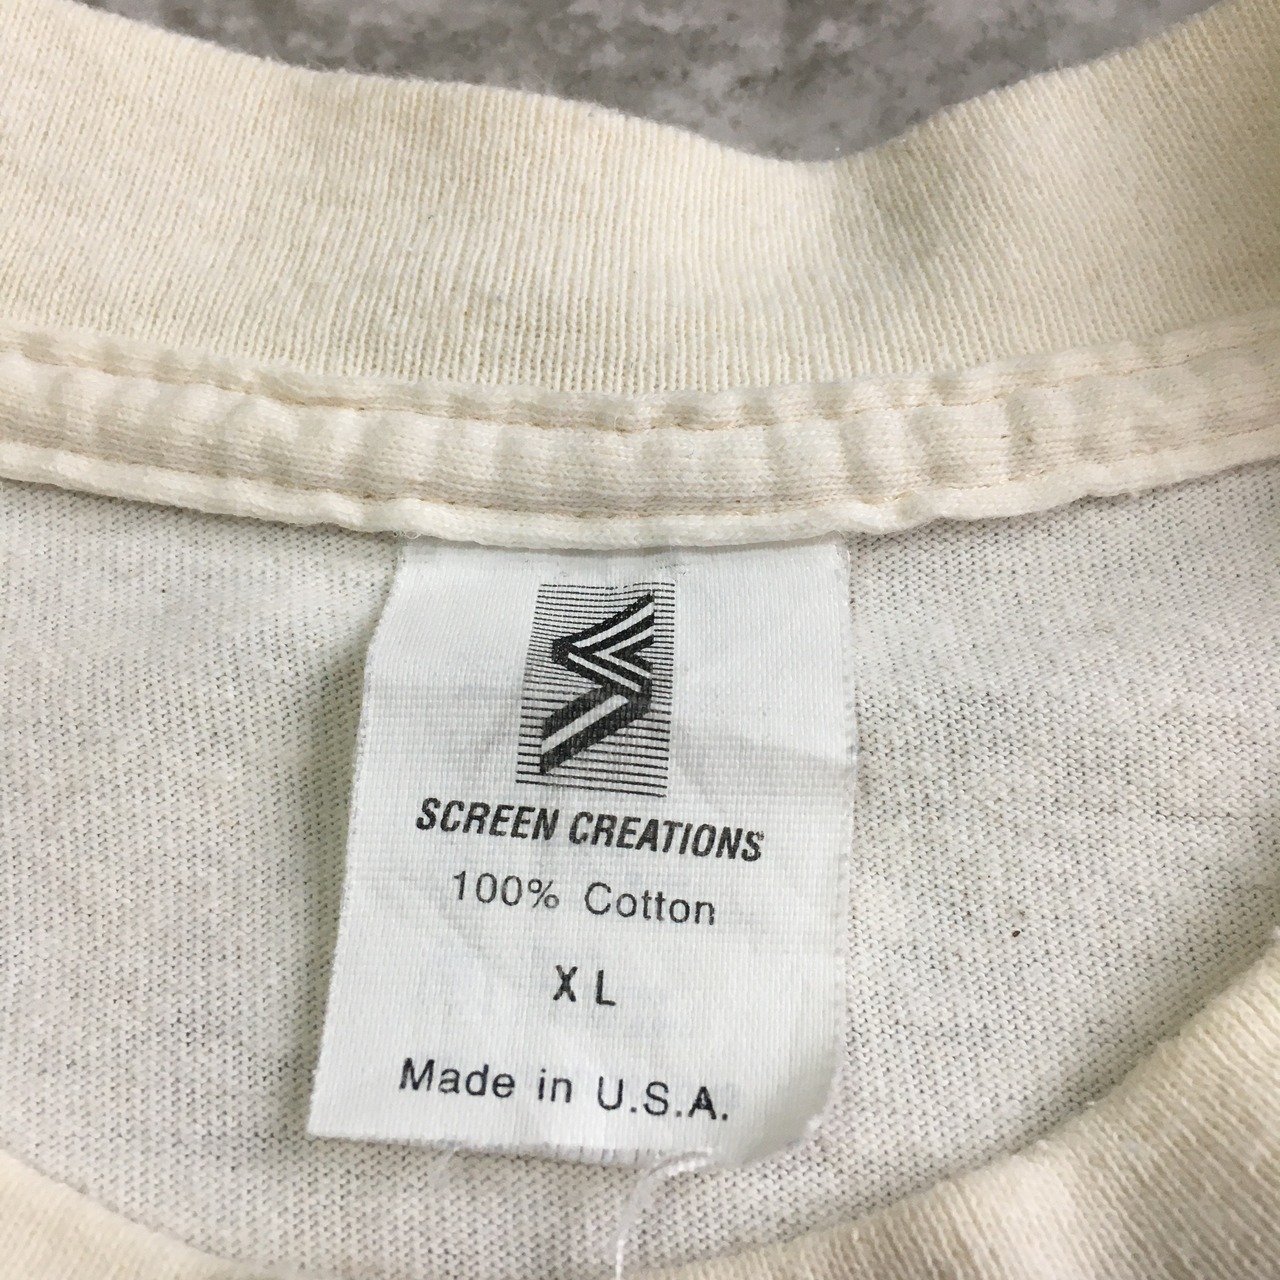 SCREEN CREATIONS
100% Cotton
XL
Made in U.S.A.